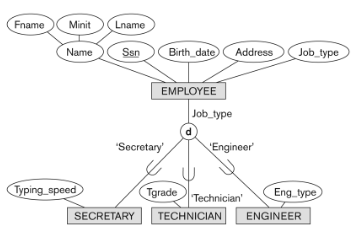 Fname Minit Lname
Name Ssn Birth_date Address Job_type
EMPLOYEE
Job_type
d
'Secretary' 'Engineer'
Typing_speed Tgrade 'Technician' Eng_type
SECRETARY TECHNICIAN ENGINEER